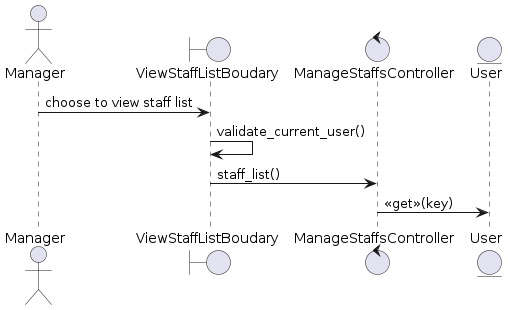 Manager
ViewStaffListBoudary
ManageStaffsController
User
choose to view staff list
validate_current_user()
staff_list()
«get»(key)
Manager
ViewStaffListBoudary
ManageStaffsController
User